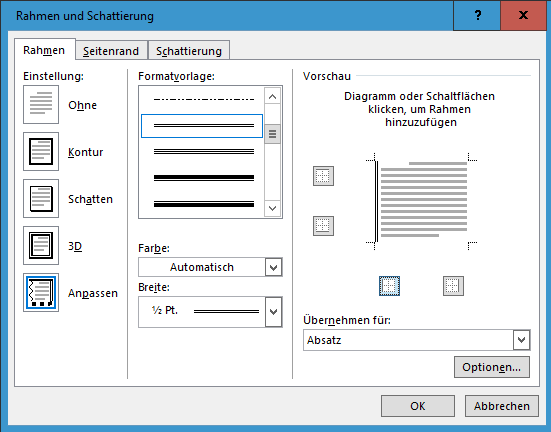 Rahmen und Schattierung
?
Rahmen Seitenrand Schattierung
Einstellung:
Ohne
Kontur
Schatten
3D
Anpassen
Formatvorlage:
Farbe:
Automatisch
Breite:
½ Pt.
Vorschau
Diagramm oder Schaltflächen
klicken, um Rahmen
hinzuzufügen
Übernehmen für:
Absatz
Optionen...
OK Abbrechen